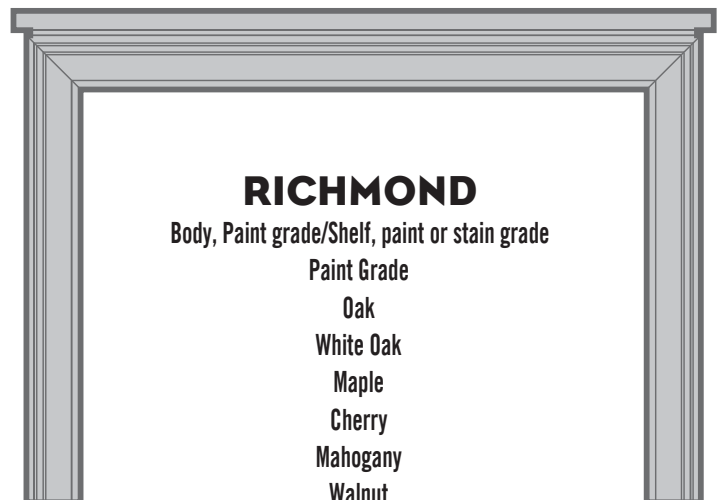 RICHMOND
Body, Paint grade/Shelf, paint or stain grade
Paint Grade
Oak
White Oak
Maple
Cherry
Mahogany
Walnut